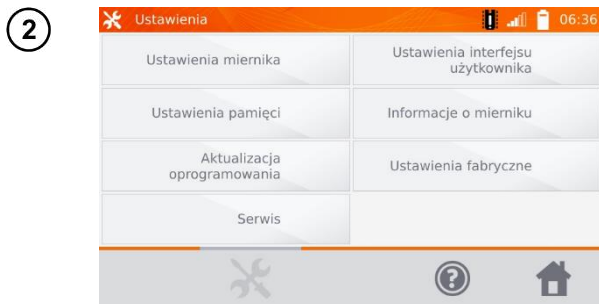 2
Ustawienia
06:36
Ustawienia miernika
Ustawienia interfejsu
użytkownika
Ustawienia pamięci
Informacje o mierniku
Aktualizacja
oprogramowania
Ustawienia fabryczne
Serwis
?